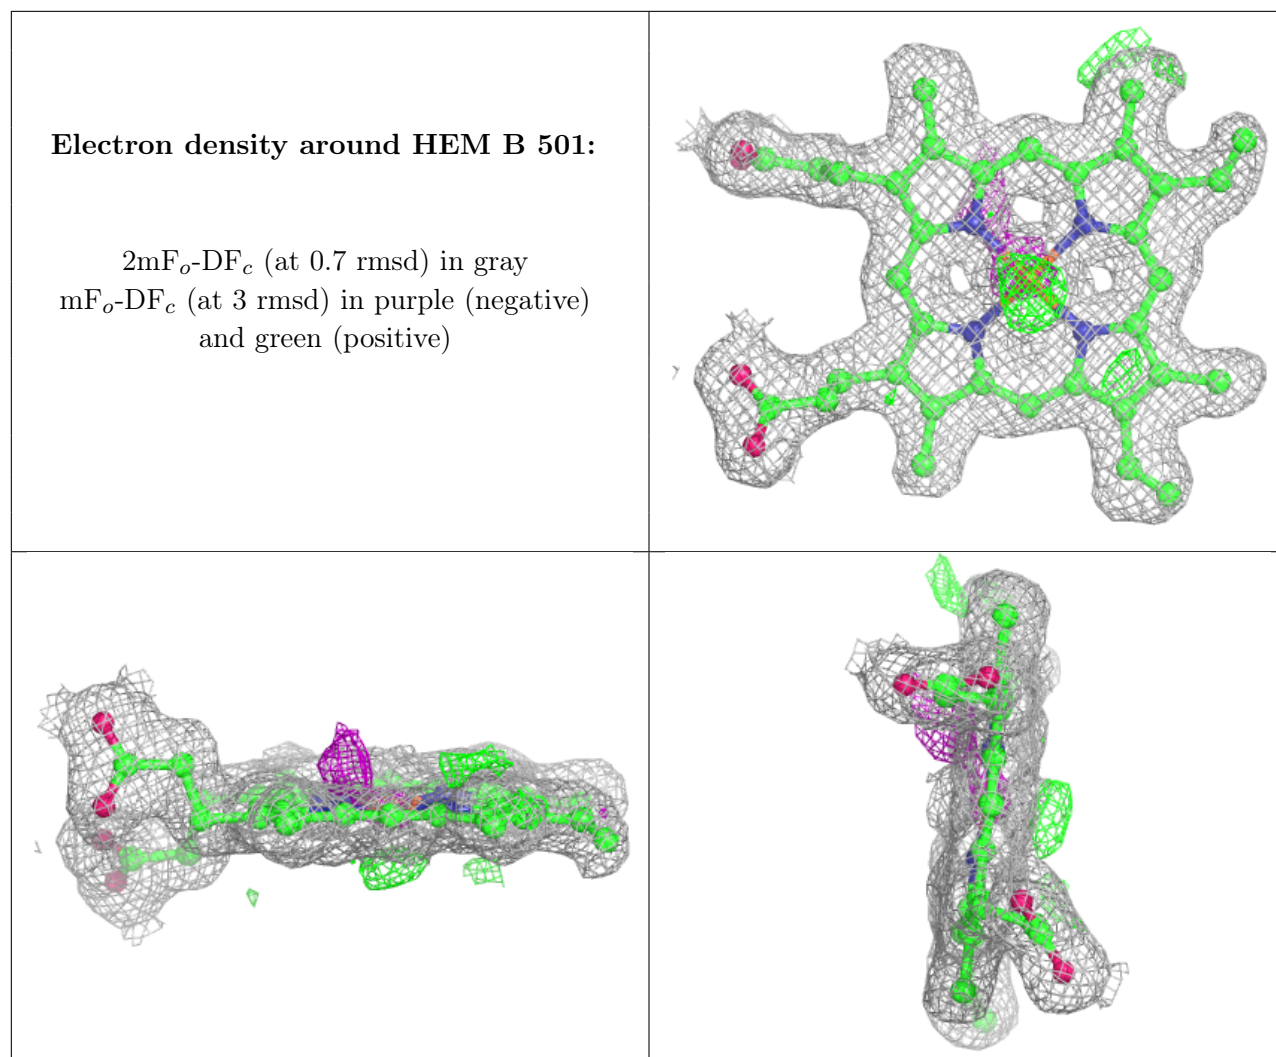 Electron density around HEM B 501:
2mFₒ-DF𝒸 (at 0.7 rmsd) in gray
mFₒ-DF𝒸 (at 3 rmsd) in purple (negative)
and green (positive)